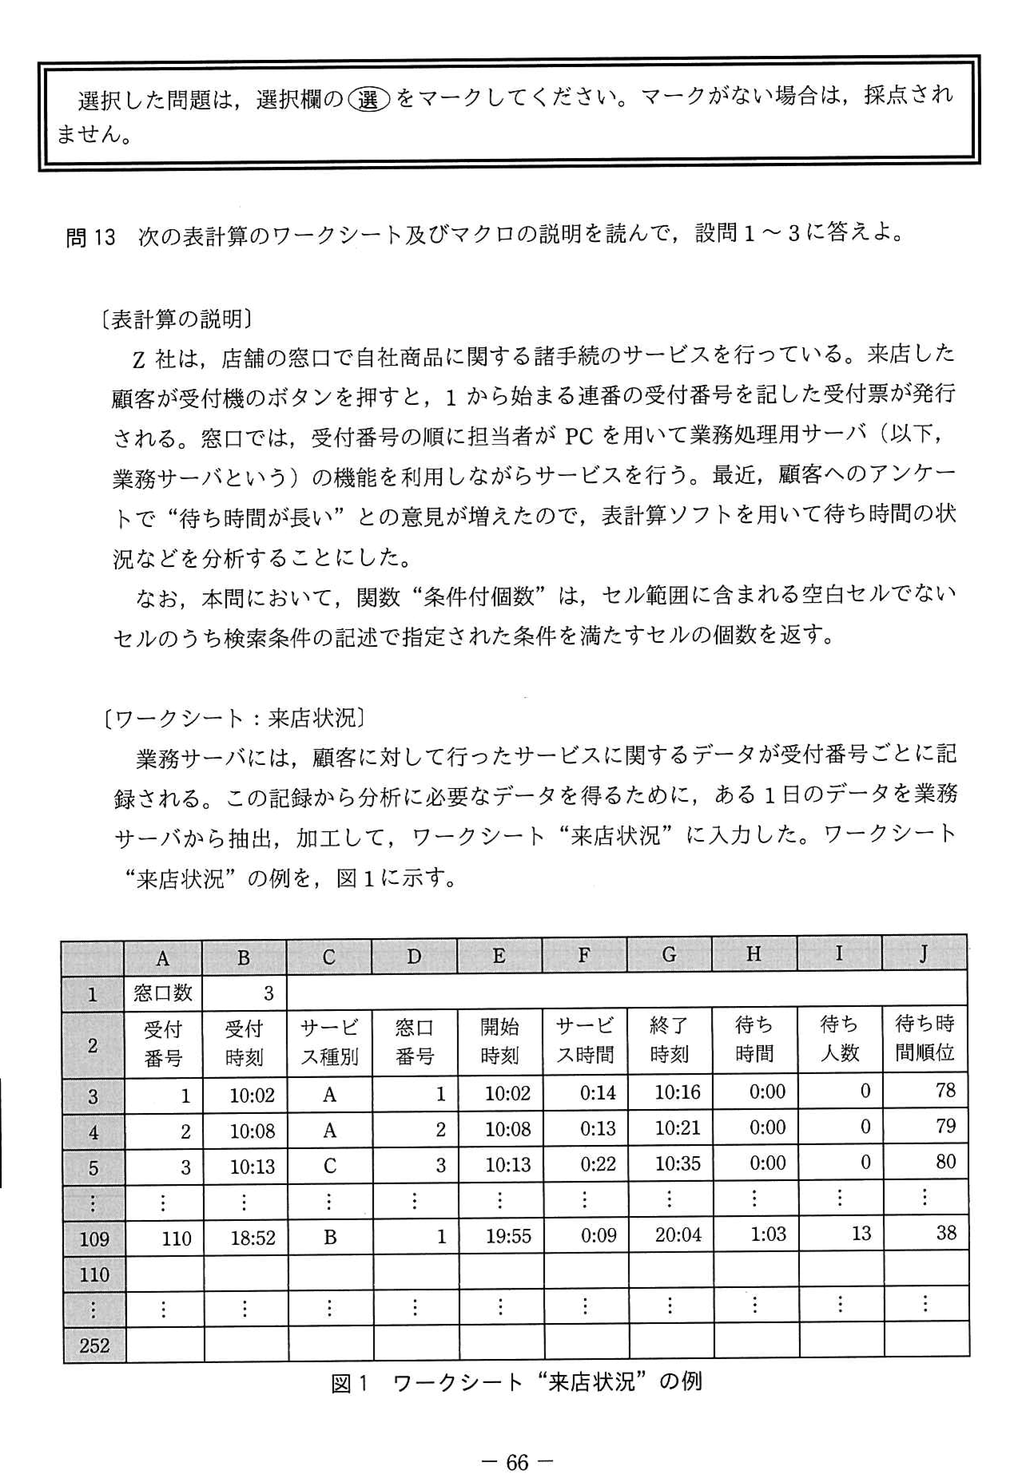 選択した問題は，選択欄の(選)をマークしてください。マークがない場合は，採点され
ません。
問13　次の表計算のワークシート及びマクロの説明を読んで，設問1～3に答えよ。
〔表計算の説明〕
Z 社は，店舗の窓口で自社商品に関する諸手続のサービスを行っている。来店した
顧客が受付機のボタンを押すと，1 から始まる連番の受付番号を記した受付票が発行
される。窓口では，受付番号の順に担当者が PC を用いて業務処理用サーバ（以下，
業務サーバという）の機能を利用しながらサービスを行う。最近，顧客へのアンケー
トで“待ち時間が長い”との意見が増えたので，表計算ソフトを用いて待ち時間の状
況などを分析することにした。
なお，本問において，関数“条件付個数”は，セル範囲に含まれる空白セルでない
セルのうち検索条件の記述で指定された条件を満たすセルの個数を返す。
〔ワークシート：来店状況〕
業務サーバには，顧客に対して行ったサービスに関するデータが受付番号ごとに記
録される。この記録から分析に必要なデータを得るために，ある 1 日のデータを業務
サーバから抽出，加工して，ワークシート“来店状況”に入力した。ワークシート
“来店状況”の例を，図 1 に示す。
A B C D E F G H I J
1 窓口数 3
2 受付番号 受付時刻 サービス種別 窓口番号 開始時刻 サービス時間 終了時刻 待ち時間 待ち人数 待ち時間順位
3 1 10:02 A 1 10:02 0:14 10:16 0:00 0 78
4 2 10:08 A 2 10:08 0:13 10:21 0:00 0 79
5 3 10:13 C 3 10:13 0:22 10:35 0:00 0 80
⋮ ⋮ ⋮ ⋮ ⋮ ⋮ ⋮ ⋮ ⋮ ⋮ ⋮
109 110 18:52 B 1 19:55 0:09 20:04 1:03 13 38
110
⋮ ⋮ ⋮ ⋮ ⋮ ⋮ ⋮ ⋮ ⋮ ⋮ ⋮
252
図 1　ワークシート“来店状況”の例
－ 66 －